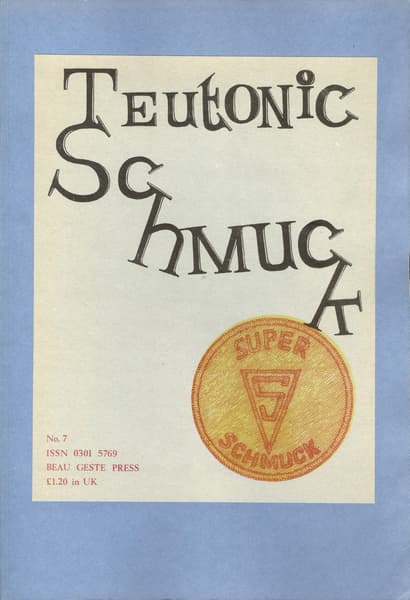 TEUtONiC
SChMUCk
SUPER
S
SCHMUCK
No. 7
ISSN 0301 5769
BEAU GESTE PRESS
£1.20 in UK